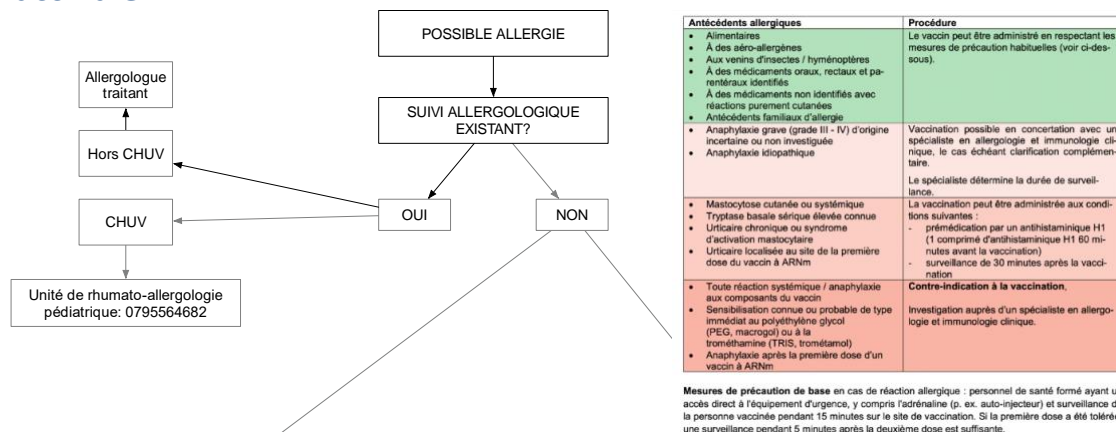 POSSIBLE ALLERGIE
Allergologue
traitant
SUIVI ALLERGOLOGIQUE
EXISTANT?
Hors CHUV
CHUV
OUI
NON
Unité de rhumato-allergologie
pédiatrique: 0795564682
Antécédents allergiques
Procédure
• Alimentaires
• À des aéro-allergènes
• Aux venins d'insectes / hyménoptères
• À des médicaments oraux, rectaux et pa-
rentéraux identifiés
• À des médicaments non identifiés avec
réactions purement cutanées
• Antécédents familiaux d'allergie
Le vaccin peut être administré en respectant les
mesures de précaution habituelles (voir ci-des-
sous).
• Anaphylaxie grave (grade III - IV) d'origine
incertaine ou non investiguée
• Anaphylaxie idiopathique
Vaccination possible en concertation avec un
spécialiste en allergologie et immunologie cli-
nique, le cas échéant clarification complémen-
taire.
Le spécialiste détermine la durée de surveil-
lance.
• Mastocytose cutanée ou systémique
• Tryptase basale sérique élevée connue
• Urticaire chronique ou syndrome
d'activation mastocytaire
• Urticaire localisée au site de la première
dose du vaccin à ARNm
La vaccination peut être administrée aux condi-
tions suivantes :
- prémédication par un antihistaminique H1
(1 comprimé d'antihistaminique H1 60 mi-
nutes avant la vaccination)
- surveillance de 30 minutes après la vacci-
nation
• Toute réaction systémique / anaphylaxie
aux composants du vaccin
• Sensibilisation connue ou probable de type
immédiat au polyéthylène glycol
(PEG, macrogol) ou à la
trométhamine (TRIS, trométamol)
• Anaphylaxie après la première dose d'un
vaccin à ARNm
Contre-indication à la vaccination,
Investigation auprès d'un spécialiste en allergo-
logie et immunologie clinique.
Mesures de précaution de base en cas de réaction allergique : personnel de santé formé ayant u
accès direct à l'équipement d'urgence, y compris l'adrénaline (p. ex. auto-injecteur) et surveillance d
la personne vaccinée pendant 15 minutes sur le site de vaccination. Si la première dose a été tolérée
une surveillance pendant 5 minutes après la deuxième dose est suffisante.